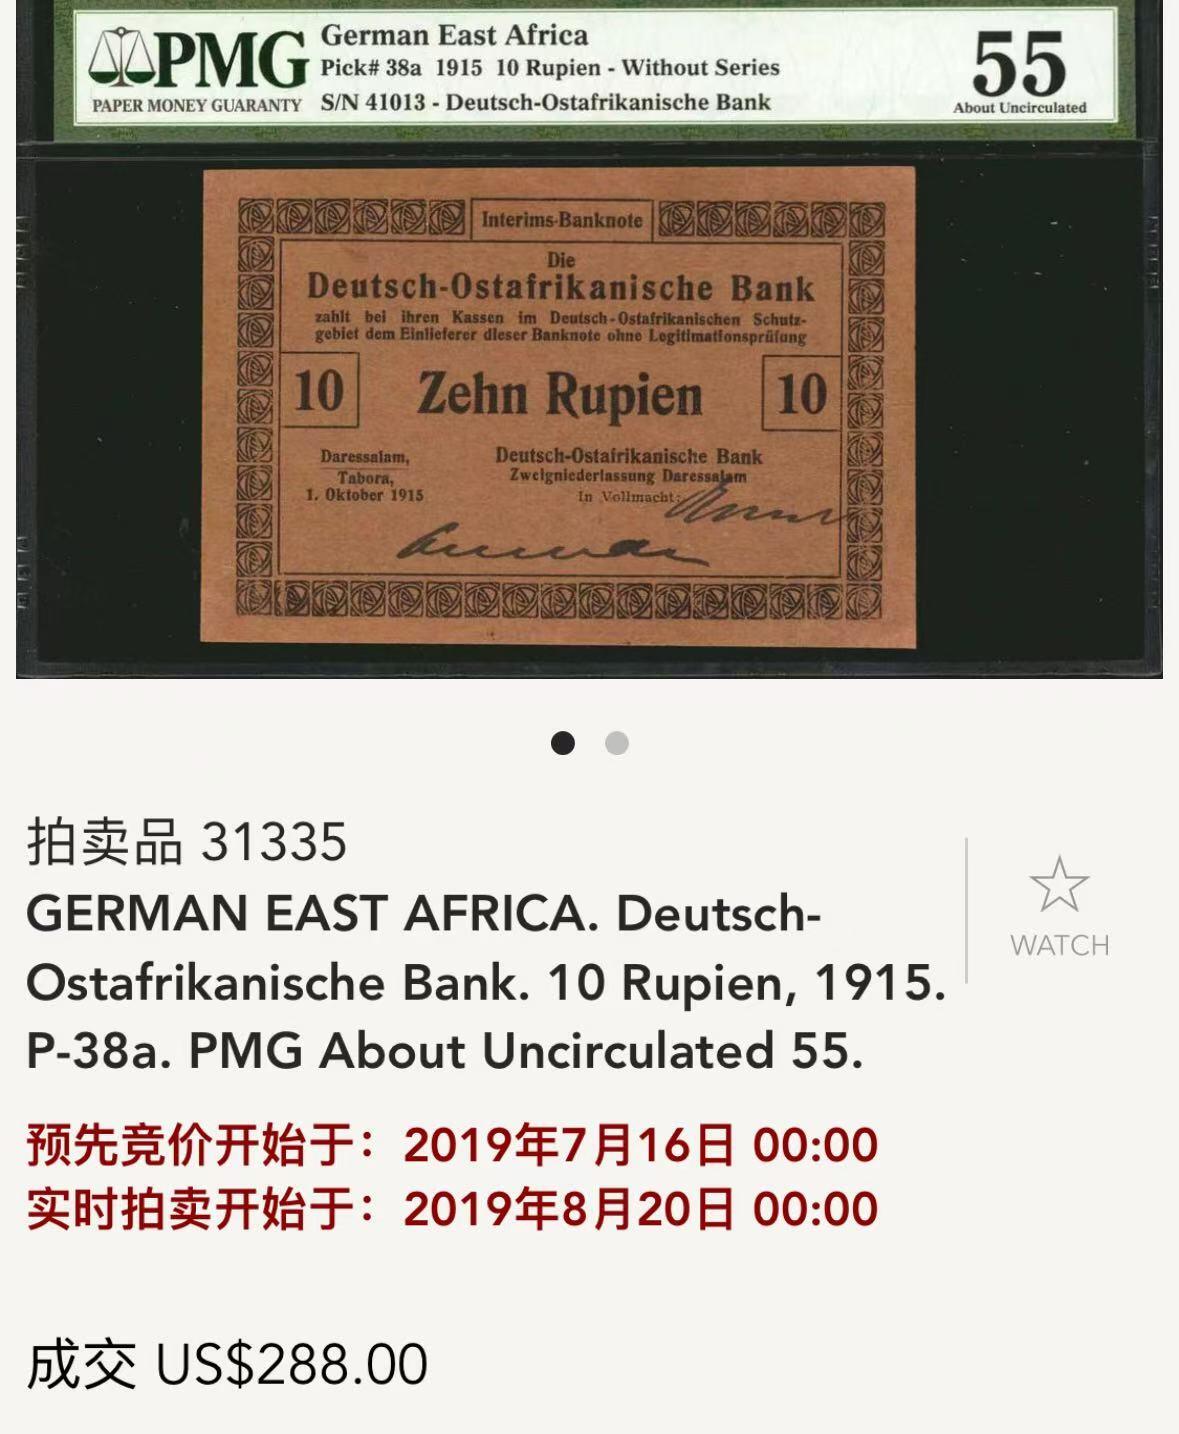 PMG
PAPER MONEY GUARANTY
German East Africa
Pick# 38a 1915 10 Rupien - Without Series
S/N 41013 - Deutsch-Ostafrikanische Bank
55
About Uncirculated
Interims-Banknote
Die
Deutsch-Ostafrikanische Bank
zahlt bei ihren Kassen im Deutsch-Ostafrikanischen Schutz-
gebiet dem Einlieferer dieser Banknote ohne Legitimationsprüfung
10 Zehn Rupien 10
Daressalam,
Tabora,
1. Oktober 1915
Deutsch-Ostafrikanische Bank
Zweigniederlassung Daressalam
In Vollmacht:
拍卖品 31335
GERMAN EAST AFRICA. Deutsch-
Ostafrikanische Bank. 10 Rupien, 1915.
P-38a. PMG About Uncirculated 55.
WATCH
预先竞价开始于：2019年7月16日 00:00
实时拍卖开始于：2019年8月20日 00:00
成交 US$288.00